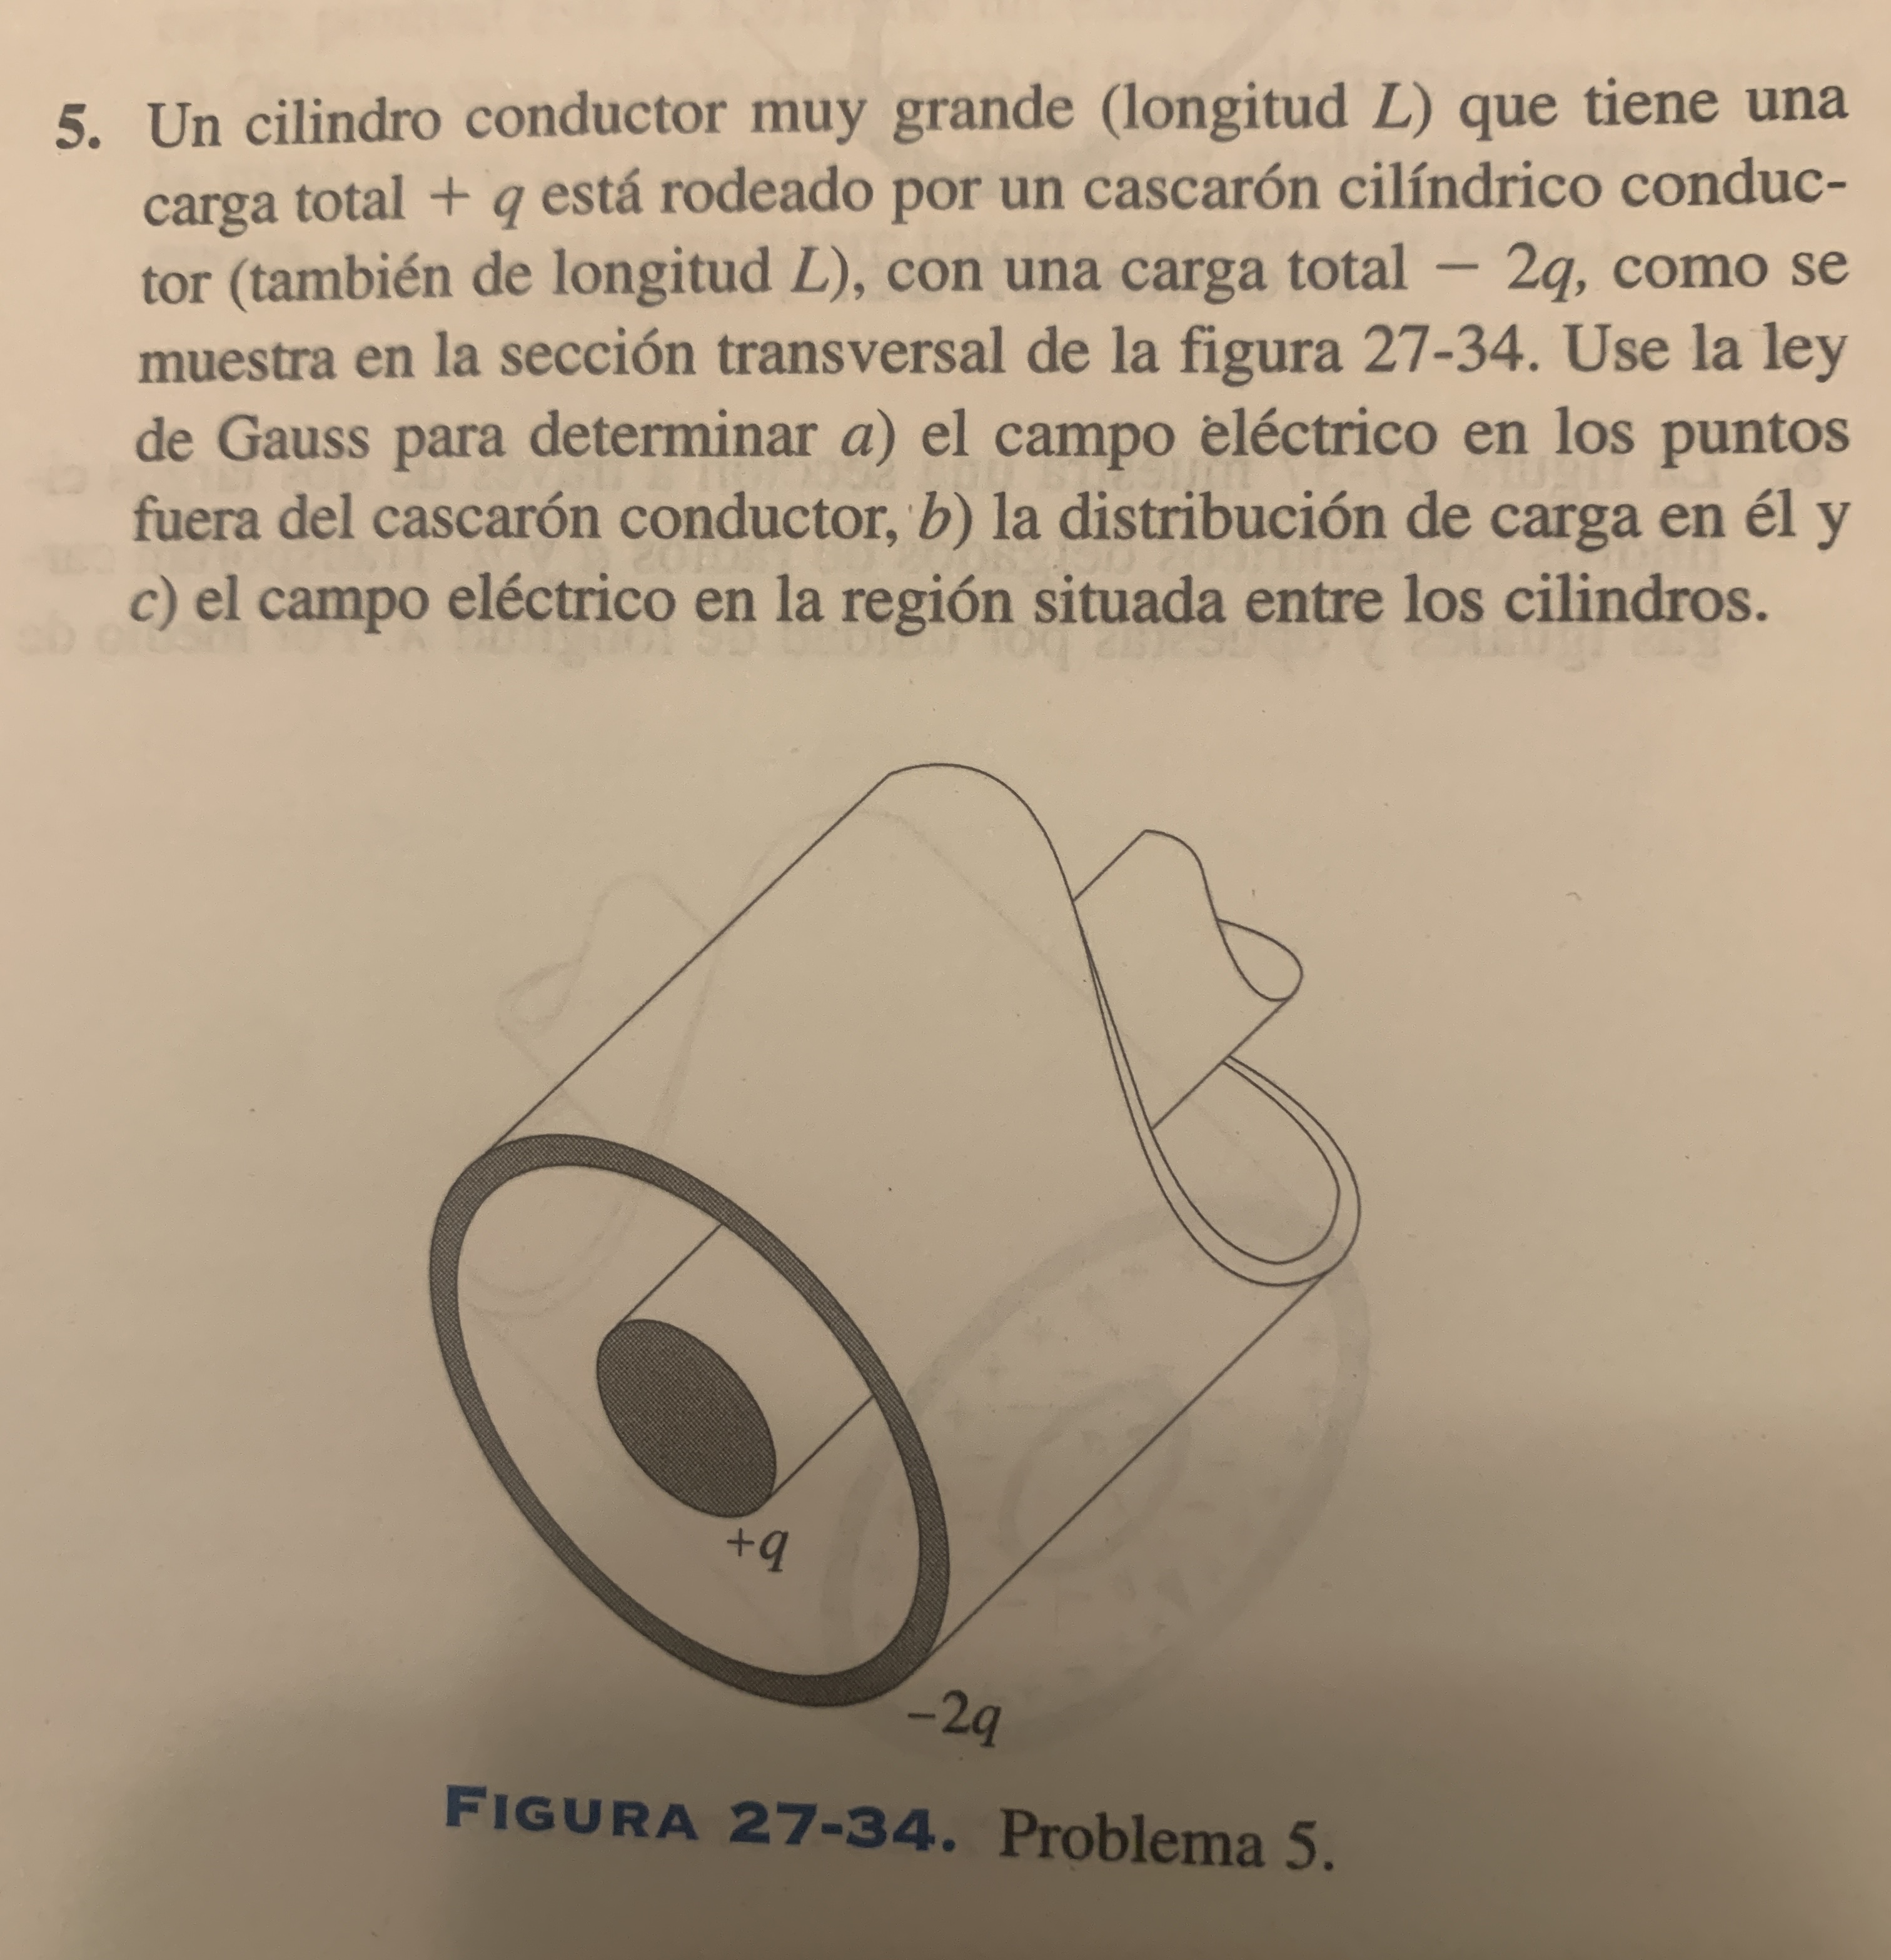 5. Un cilindro conductor muy grande (longitud L) que tiene una
carga total + q está rodeado por un cascarón cilíndrico conduc-
tor (también de longitud L), con una carga total − 2q, como se
muestra en la sección transversal de la figura 27-34. Use la ley
de Gauss para determinar a) el campo eléctrico en los puntos
fuera del cascarón conductor, b) la distribución de carga en él y
c) el campo eléctrico en la región situada entre los cilindros.
+q
−2q
FIGURA 27-34. Problema 5.